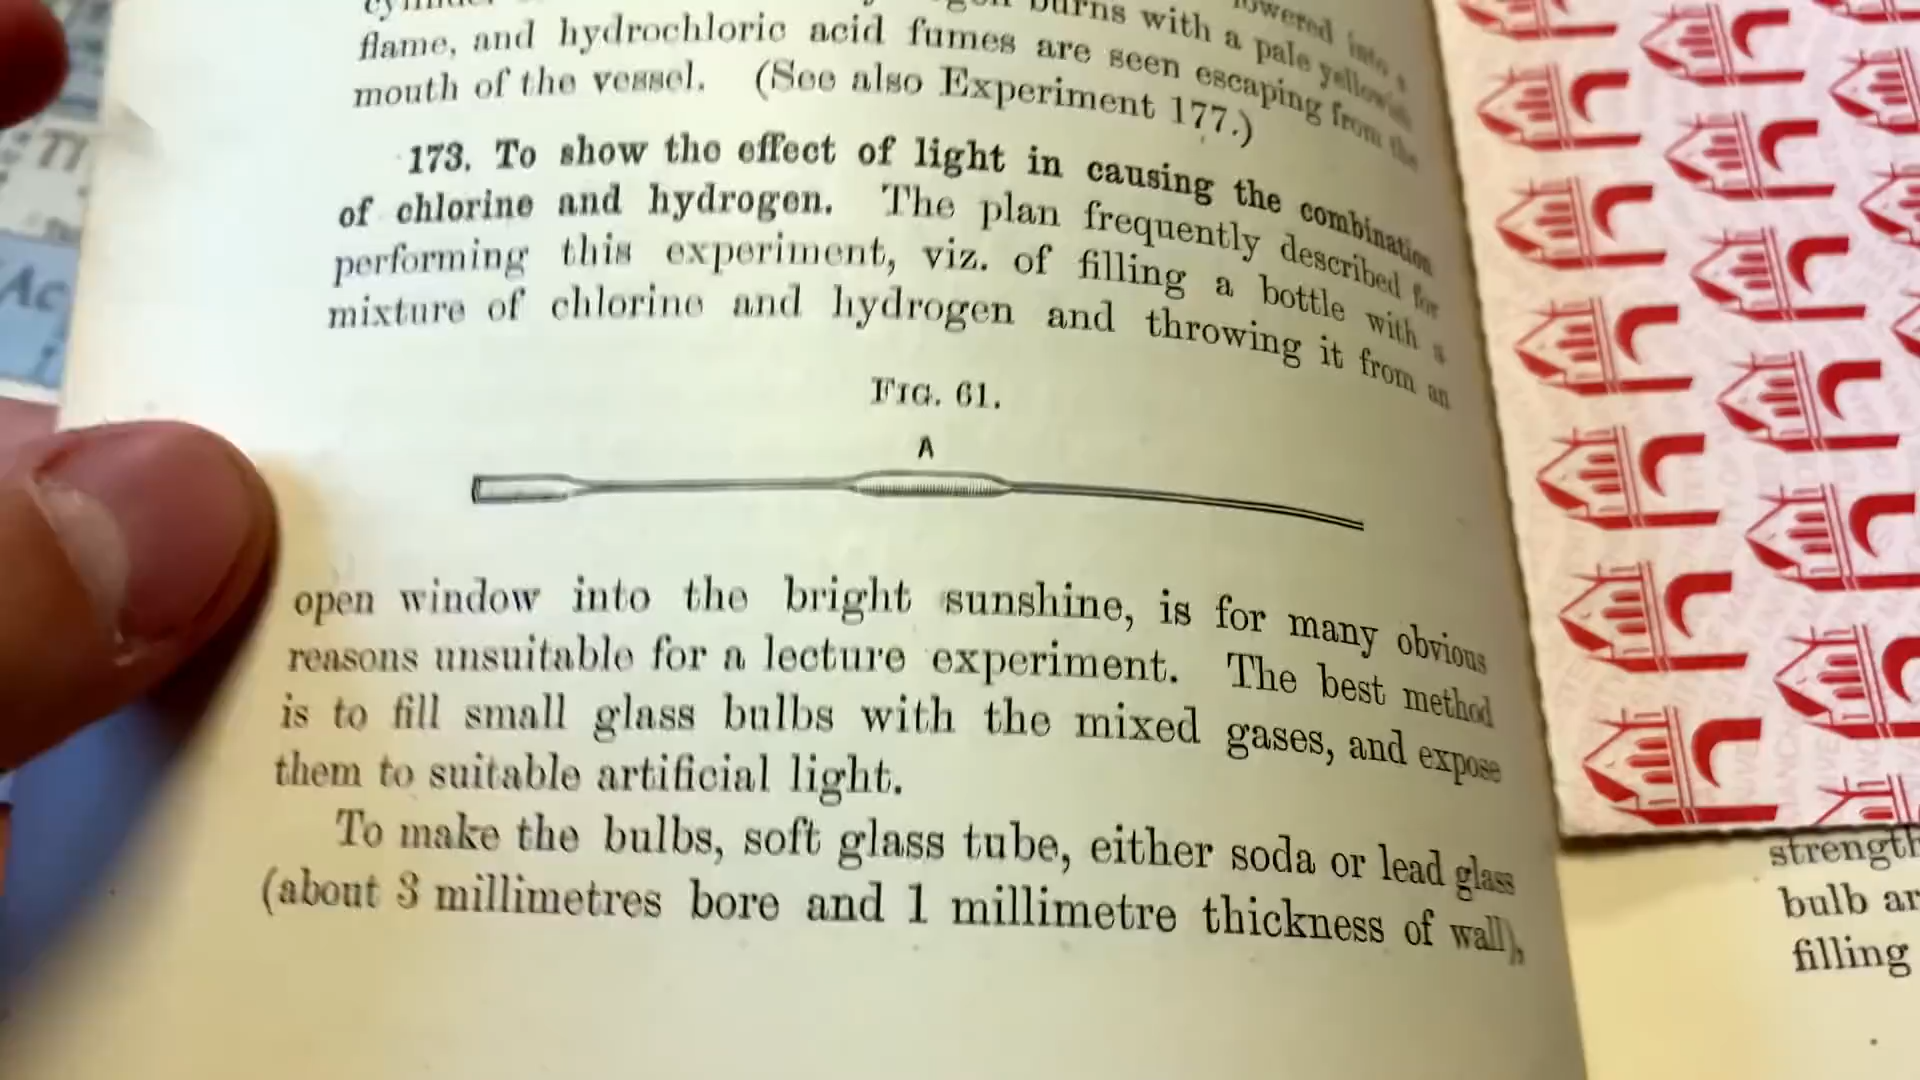 burns with a lowered into a
flame, and hydrochloric acid fumes are seen escaping from the
mouth of the vessel. (See also Experiment 177.)
173. To show the effect of light in causing the combination
of chlorine and hydrogen. The plan frequently described for
performing this experiment, viz. of filling a bottle with a
mixture of chlorine and hydrogen and throwing it from an
FIG. 61.
A
open window into the bright sunshine, is for many obvious
reasons unsuitable for a lecture experiment. The best method
is to fill small glass bulbs with the mixed gases, and expose
them to suitable artificial light.
To make the bulbs, soft glass tube, either soda or lead glass
(about 3 millimetres bore and 1 millimetre thickness of wall),
strength
bulb
filling
77
Ac